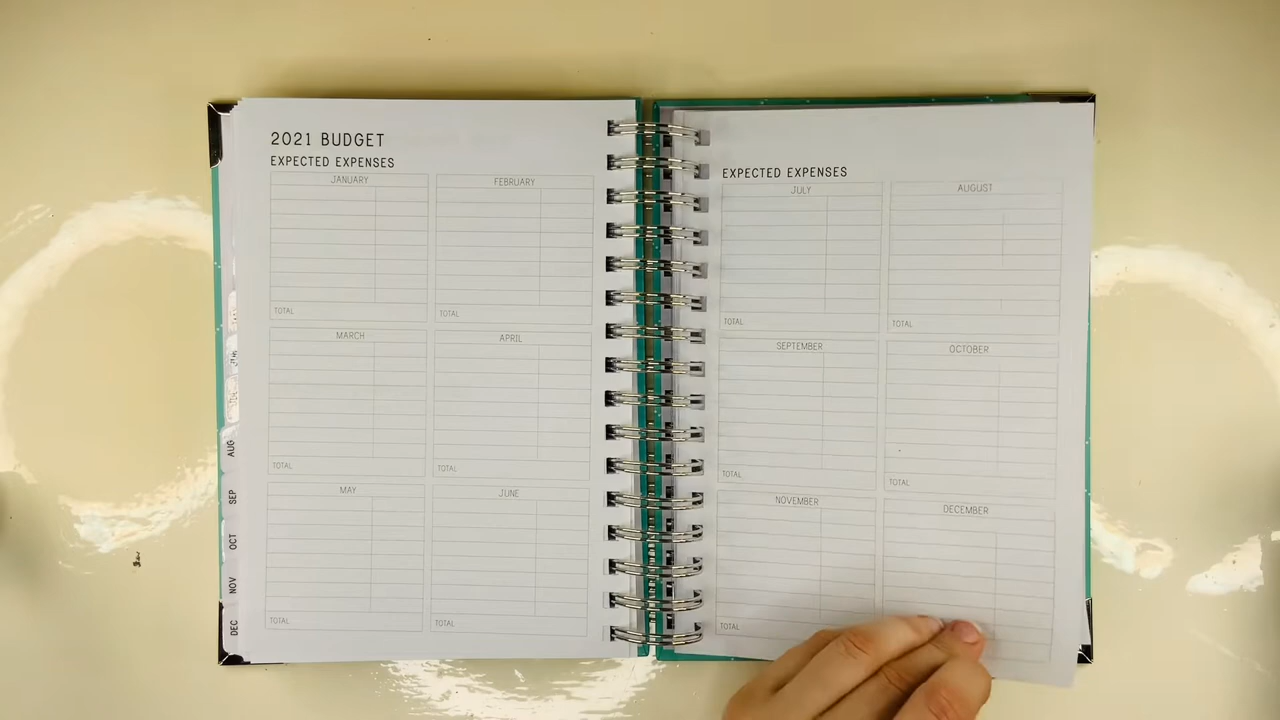 2021 BUDGET
EXPECTED EXPENSES
JANUARY
FEBRUARY
TOTAL
TOTAL
MARCH
APRIL
TOTAL
TOTAL
MAY
JUNE
TOTAL
TOTAL
AUG
SEP
OCT
NOV
DEC
EXPECTED EXPENSES
JULY
AUGUST
TOTAL
TOTAL
SEPTEMBER
OCTOBER
TOTAL
TOTAL
NOVEMBER
DECEMBER
TOTAL